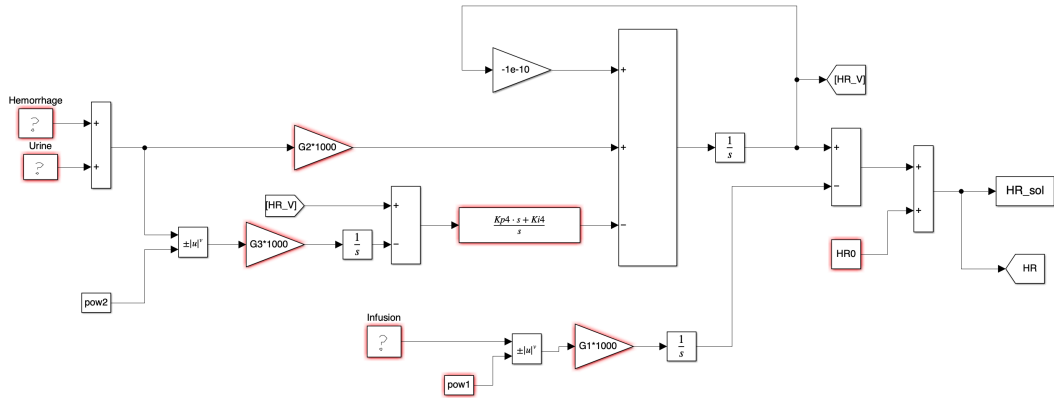 -1e-10
+
[HR_V]
Hemorrhage
?
+
Urine
?
+
G2*1000
+
1
s
+
−
+
+
HR_sol
[HR_V]
+
−
Kp4 · s + Ki4
s
−
±|u|ᵛ
G3*1000
1
s
HR0
HR
pow2
Infusion
?
±|u|ᵛ
G1*1000
1
s
pow1